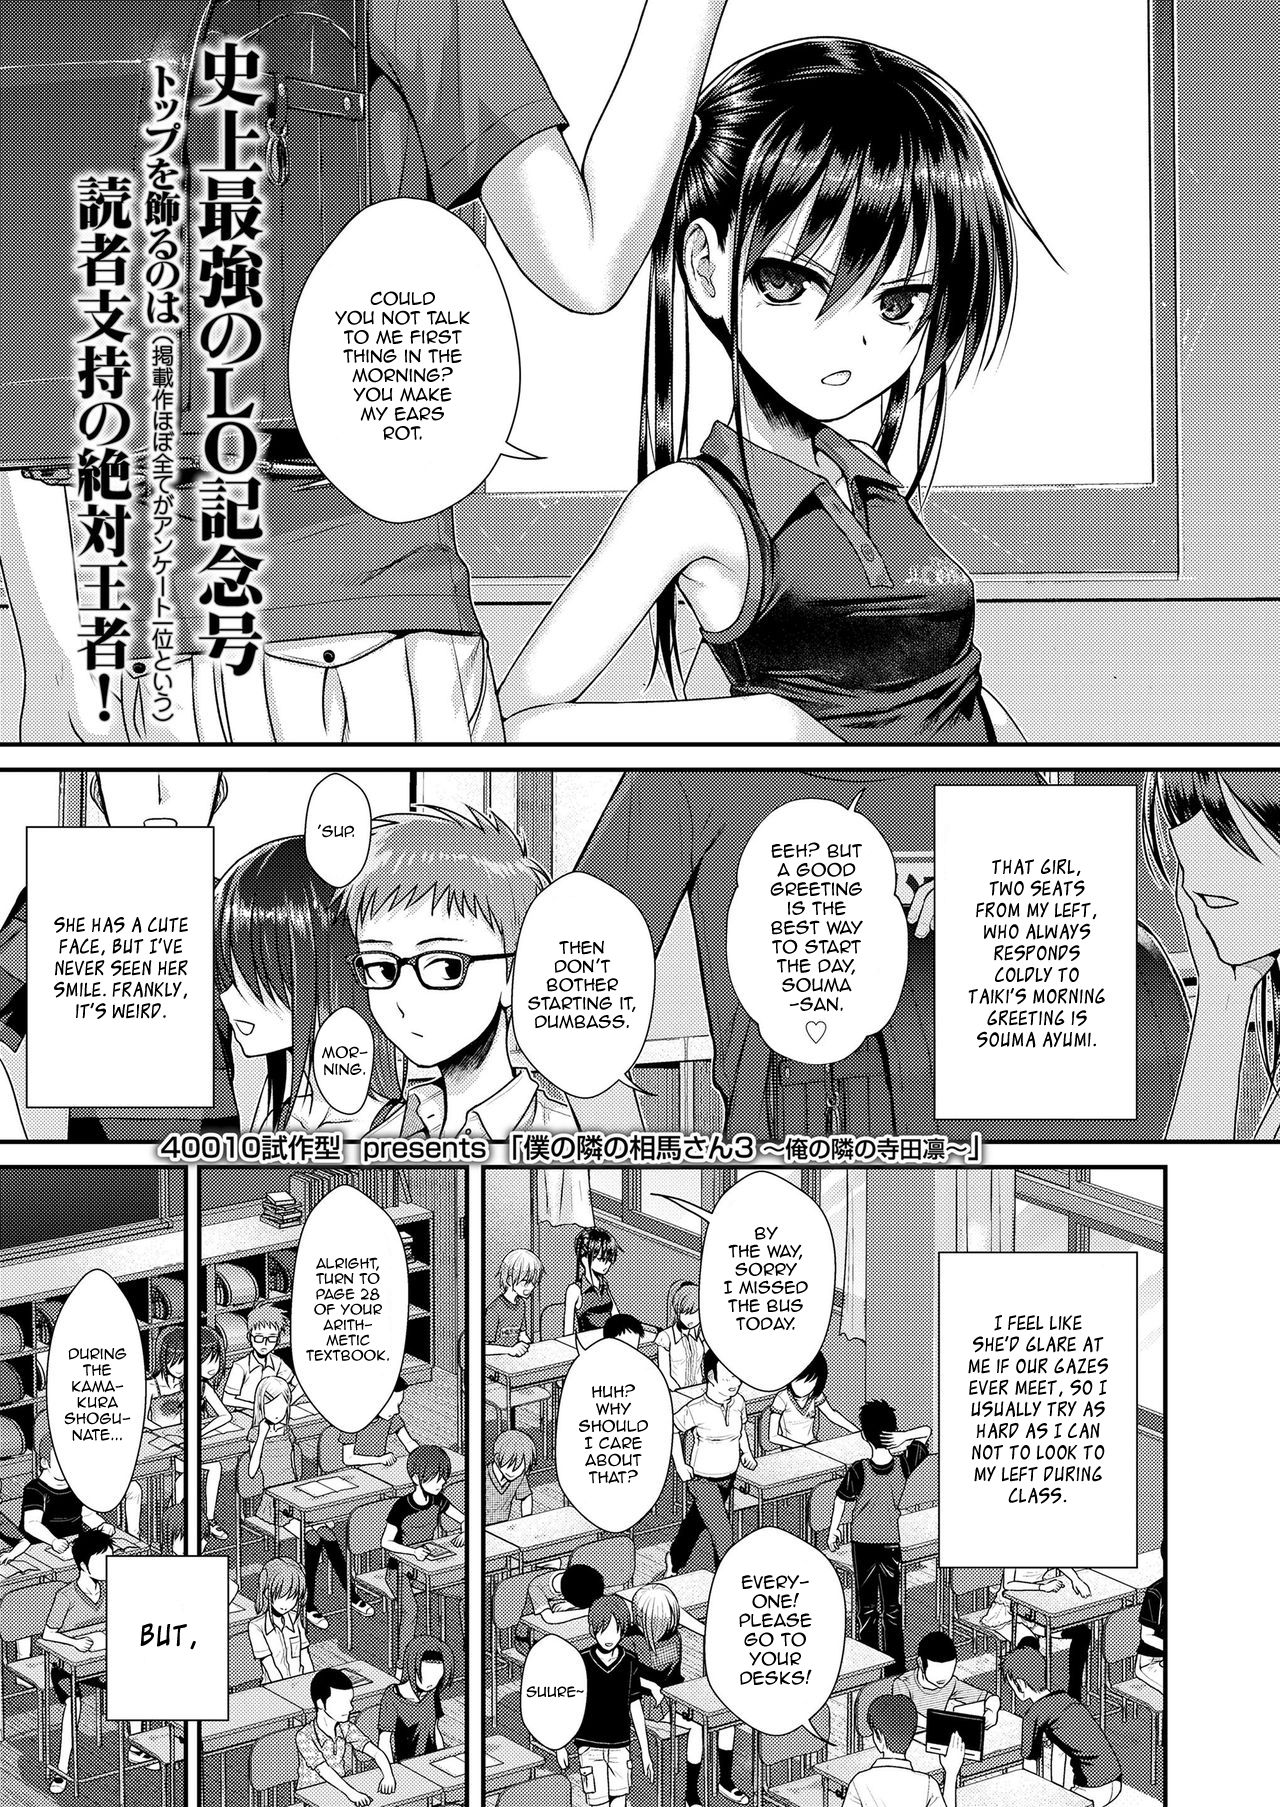 史上最強のLO記念号
トップを飾るのは（掲載作ほぼ全てがアンケート一位という）
読者支持の絶対王者！
COULD
YOU NOT TALK
TO ME FIRST
THING IN THE
MORNING?
YOU MAKE
MY EARS
ROT.
THAT GIRL,
TWO SEATS
FROM MY LEFT,
WHO ALWAYS
RESPONDS
COLDLY TO
TAIKI'S MORNING
GREETING IS
SOUMA AYUMI.
EEH? BUT
A GOOD
GREETING
IS THE
BEST WAY
TO START
THE DAY,
SOUMA
-SAN.
♡
THEN
DON'T
BOTHER
STARTING IT,
DUMBASS.
'SUP.
MOR-
NING.
SHE HAS A CUTE
FACE, BUT I'VE
NEVER SEEN HER
SMILE. FRANKLY,
IT'S WEIRD.
40010試作型 presents 「僕の隣の相馬さん3 ～俺の隣の寺田凛～」
I FEEL LIKE
SHE'D GLARE AT
ME IF OUR GAZES
EVER MEET, SO I
USUALLY TRY AS
HARD AS I CAN
NOT TO LOOK TO
MY LEFT DURING
CLASS.
BY
THE WAY,
SORRY
I MISSED
THE BUS
TODAY.
HUH?
WHY
SHOULD
I CARE
ABOUT
THAT?
EVERY-
ONE!
PLEASE
GO TO
YOUR
DESKS!
SUURE~
ALRIGHT,
TURN TO
PAGE 28
OF YOUR
ARITH-
METIC
TEXTBOOK.
DURING
THE
KAMA-
KURA
SHOGU-
NATE...
BUT,